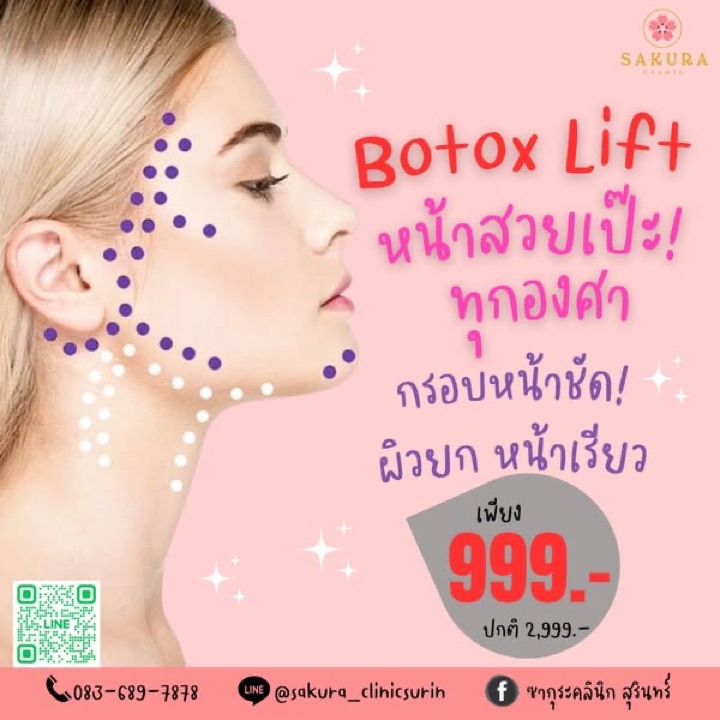 SAKURA
CLINIC
Botox Lift
หน้าสวยเป๊ะ!
ทุกองศา
กรอบหน้าชัด!
ผิวยก หน้าเรียว
เพียง
999.-
ปกติ 2,999.-
LINE
083-689-7878
LINE @sakura_clinicsurin
f ซากุระคลินิก สุรินทร์